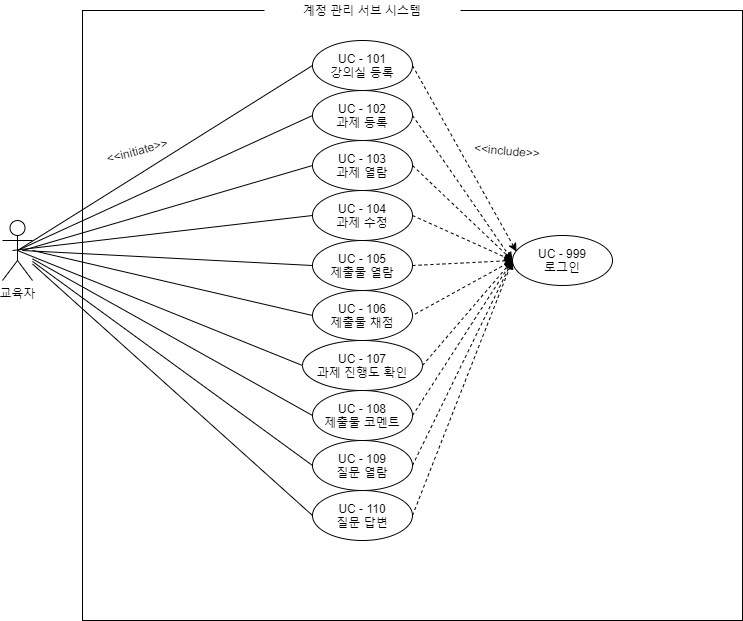 계정 관리 서브 시스템
UC - 101
강의실 등록
<<initiate>>
<<include>>
UC - 102
과제 등록
UC - 103
과제 열람
UC - 104
과제 수정
UC - 105
제출물 열람
UC - 999
로그인
교육자
UC - 106
제출물 채점
UC - 107
과제 진행도 확인
UC - 108
제출물 코멘트
UC - 109
질문 열람
UC - 110
질문 답변